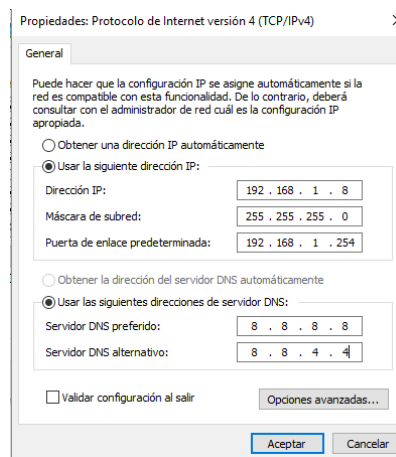 Propiedades: Protocolo de Internet versión 4 (TCP/IPv4)
General
Puede hacer que la configuración IP se asigne automáticamente si la
red es compatible con esta funcionalidad. De lo contrario, deberá
consultar con el administrador de red cuál es la configuración IP
apropiada.
Obtener una dirección IP automáticamente
Usar la siguiente dirección IP:
Dirección IP: 192 . 168 . 1 . 8
Máscara de subred: 255 . 255 . 255 . 0
Puerta de enlace predeterminada: 192 . 168 . 1 . 254
Obtener la dirección del servidor DNS automáticamente
Usar las siguientes direcciones de servidor DNS:
Servidor DNS preferido: 8 . 8 . 8 . 8
Servidor DNS alternativo: 8 . 8 . 4 . 4
Validar configuración al salir
Opciones avanzadas...
Aceptar
Cancelar